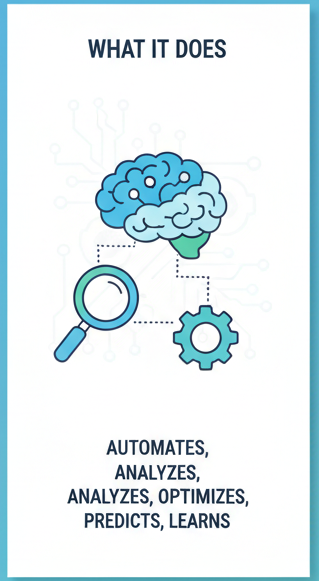 WHAT IT DOES
AUTOMATES,
ANALYZES,
ANALYZES, OPTIMIZES,
PREDICTS, LEARNS